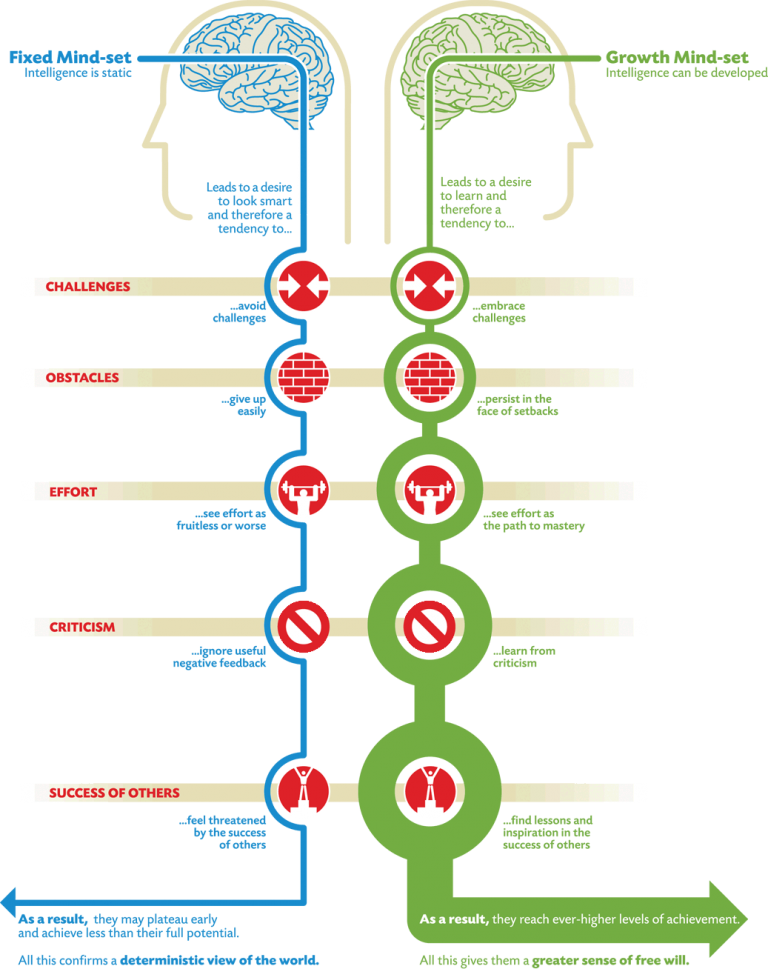 Fixed Mind-set
Intelligence is static
Growth Mind-set
Intelligence can be developed
Leads to a desire
to look smart
and therefore a
tendency to...
Leads to a desire
to learn and
therefore a
tendency to...
CHALLENGES
...avoid
challenges
...embrace
challenges
OBSTACLES
...give up
easily
...persist in the
face of setbacks
EFFORT
...see effort as
fruitless or worse
...see effort as
the path to mastery
CRITICISM
...ignore useful
negative feedback
...learn from
criticism
SUCCESS OF OTHERS
...feel threatened
by the success
of others
...find lessons and
inspiration in the
success of others
As a result, they may plateau early
and achieve less than their full potential.
All this confirms a deterministic view of the world.
As a result, they reach ever-higher levels of achievement.
All this gives them a greater sense of free will.